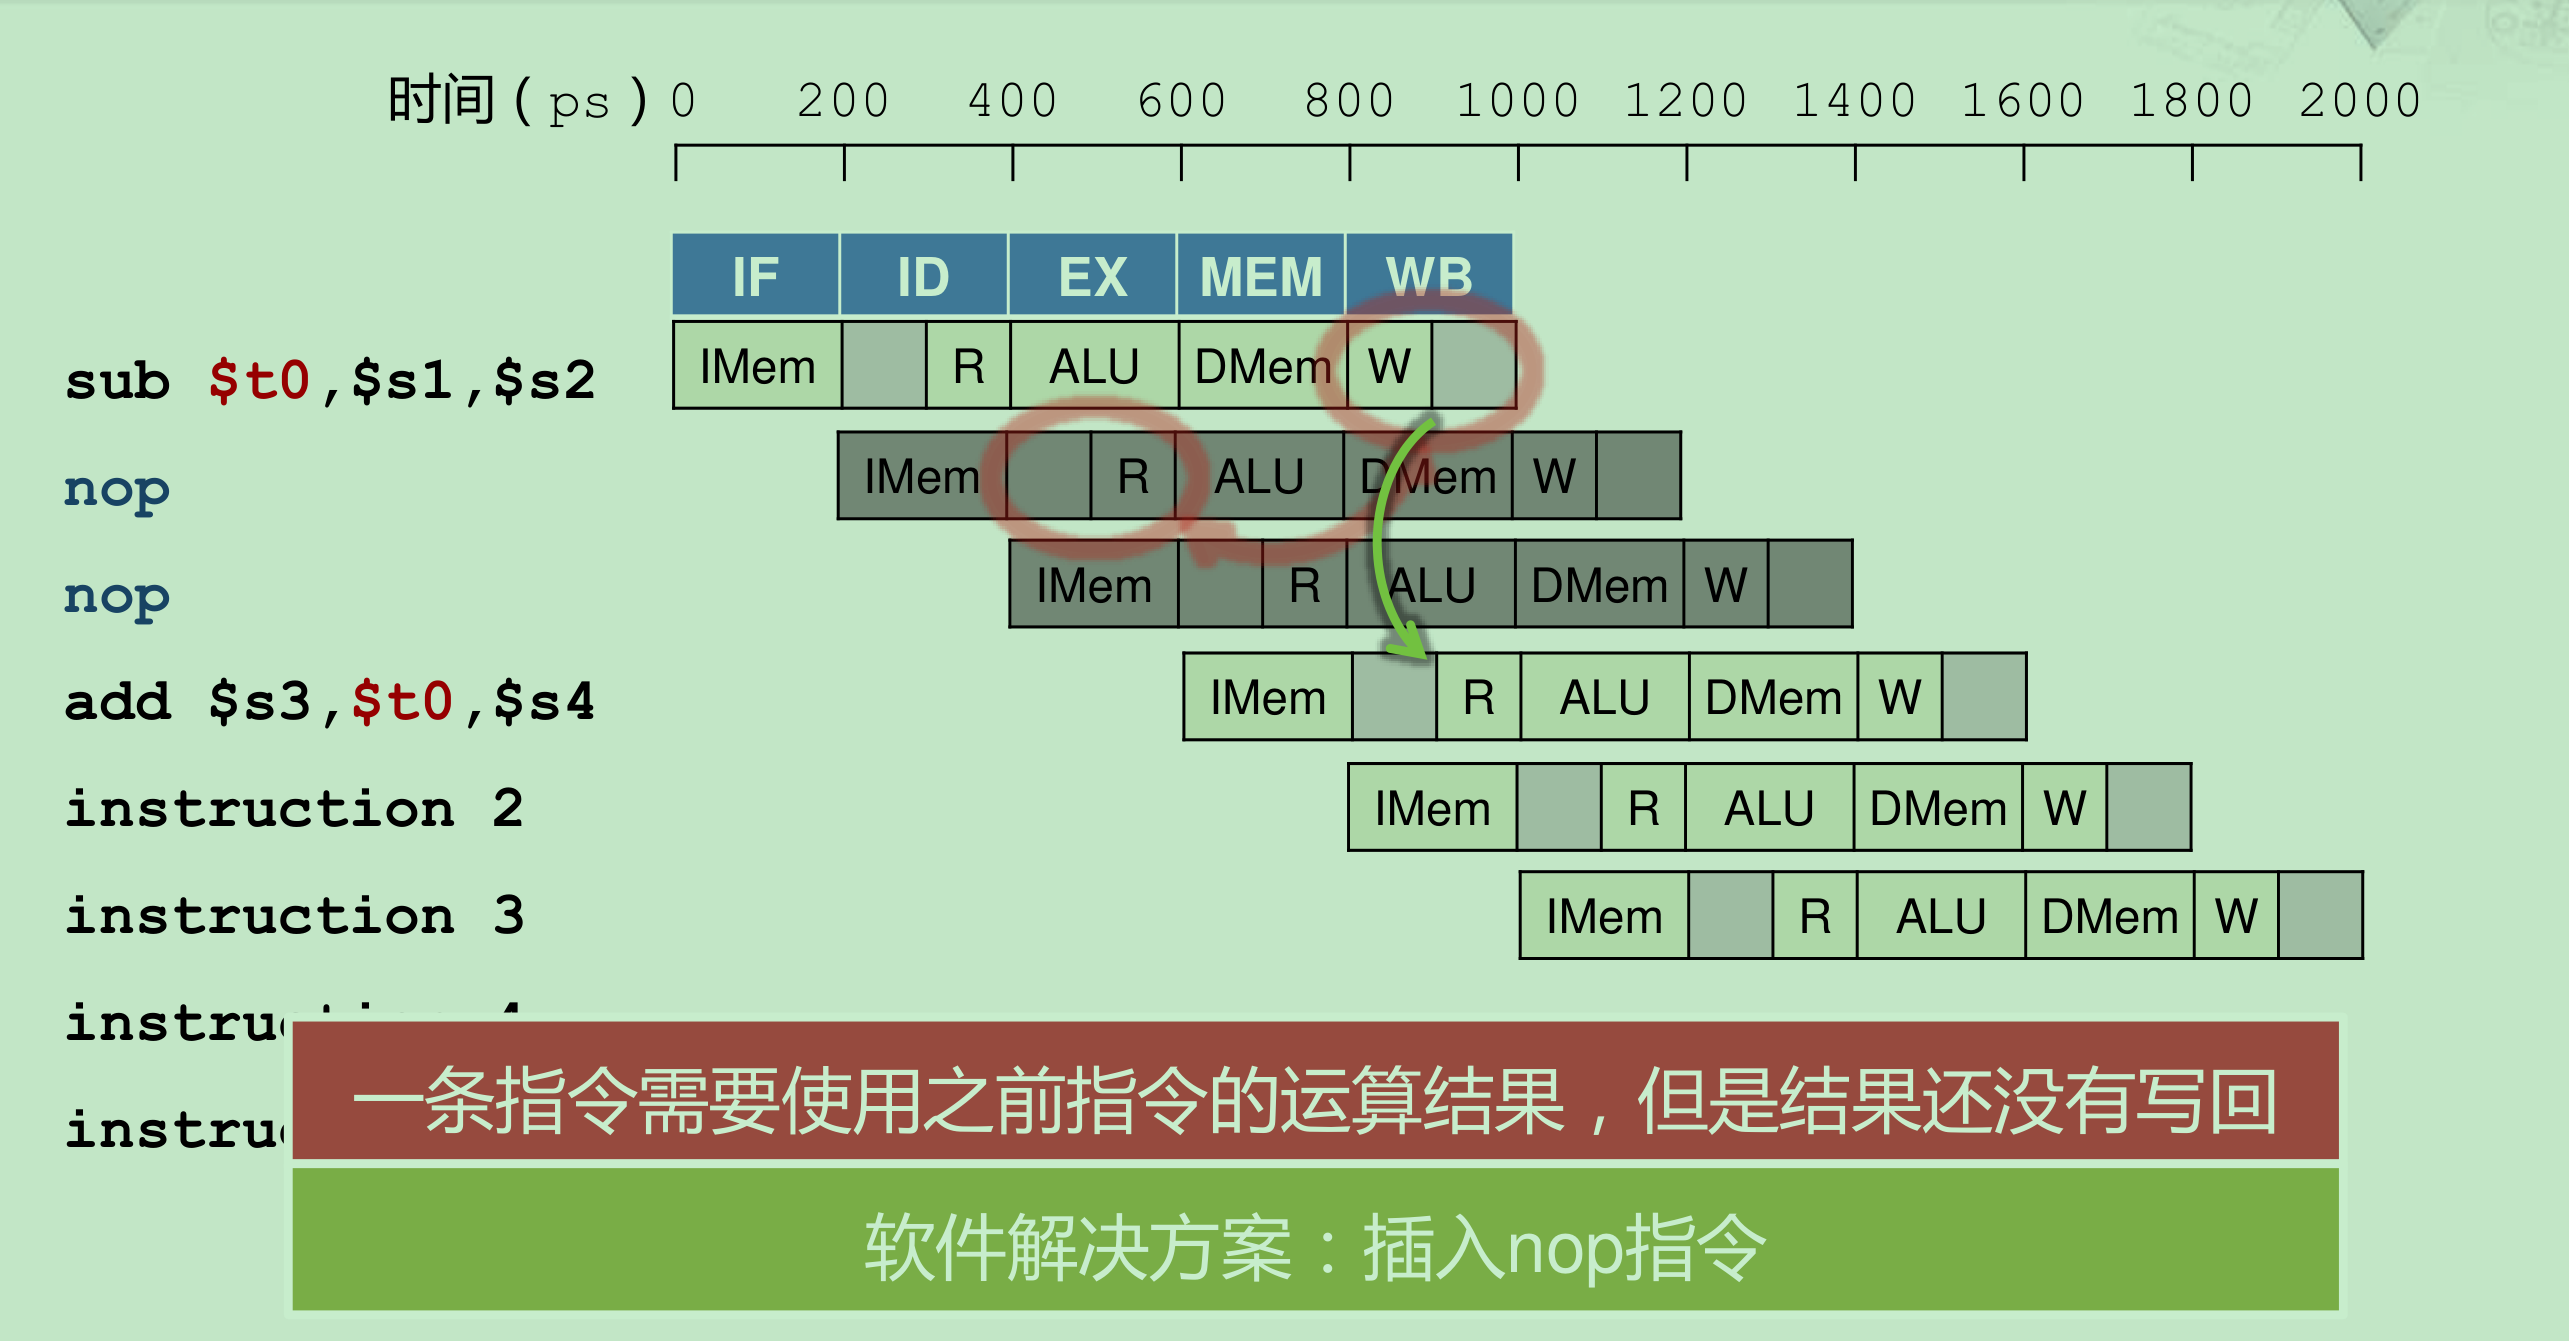 时间（ps）0 200 400 600 800 1000 1200 1400 1600 1800 2000
IF ID EX MEM WB
sub $t0,$s1,$s2 IMem R ALU DMem W
nop IMem R ALU DMem W
nop IMem R ALU DMem W
add $s3,$t0,$s4 IMem R ALU DMem W
instruction 2 IMem R ALU DMem W
instruction 3 IMem R ALU DMem W
一条指令需要使用之前指令的运算结果，但是结果还没有写回
软件解决方案：插入nop指令